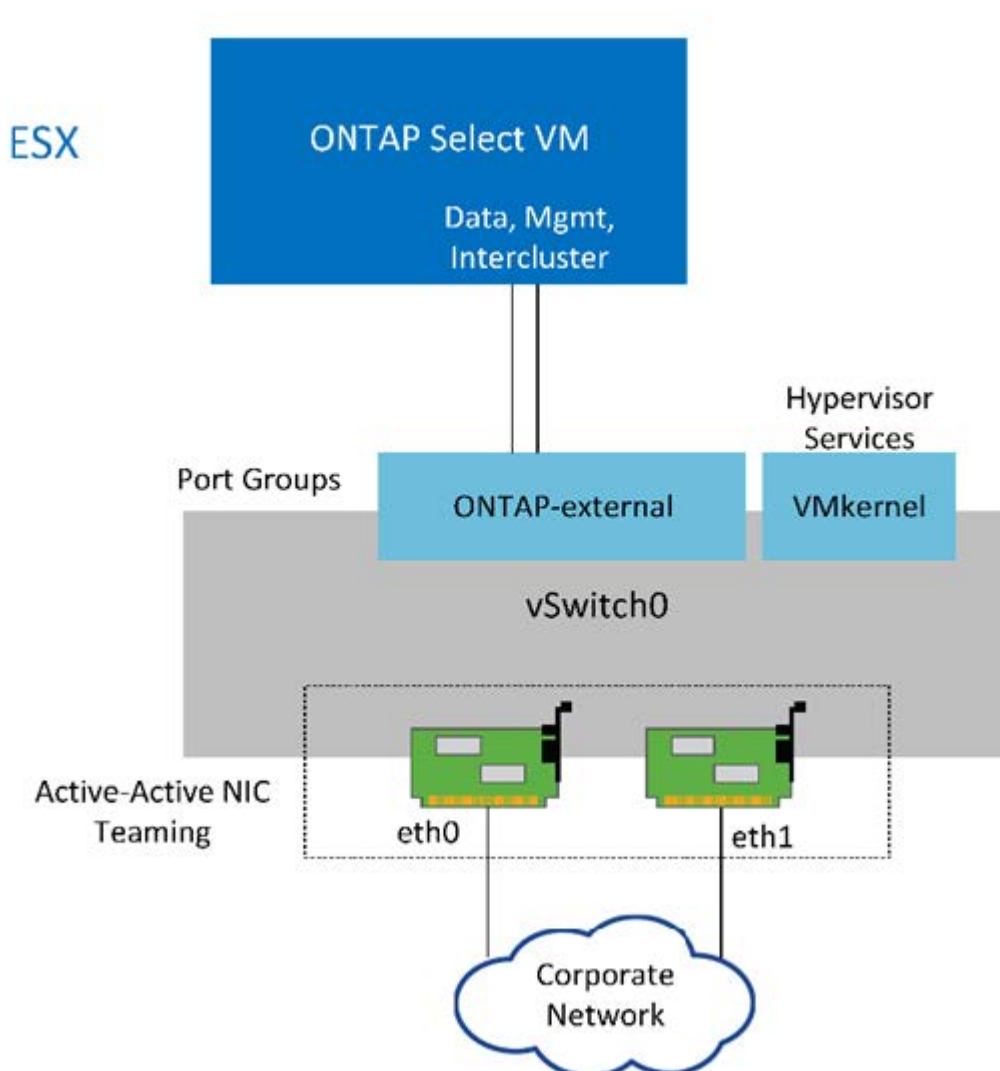 ESX
ONTAP Select VM
Data, Mgmt,
Intercluster
Hypervisor
Services
Port Groups
ONTAP-external
VMkernel
vSwitch0
Active-Active NIC
Teaming
eth0
eth1
Corporate
Network